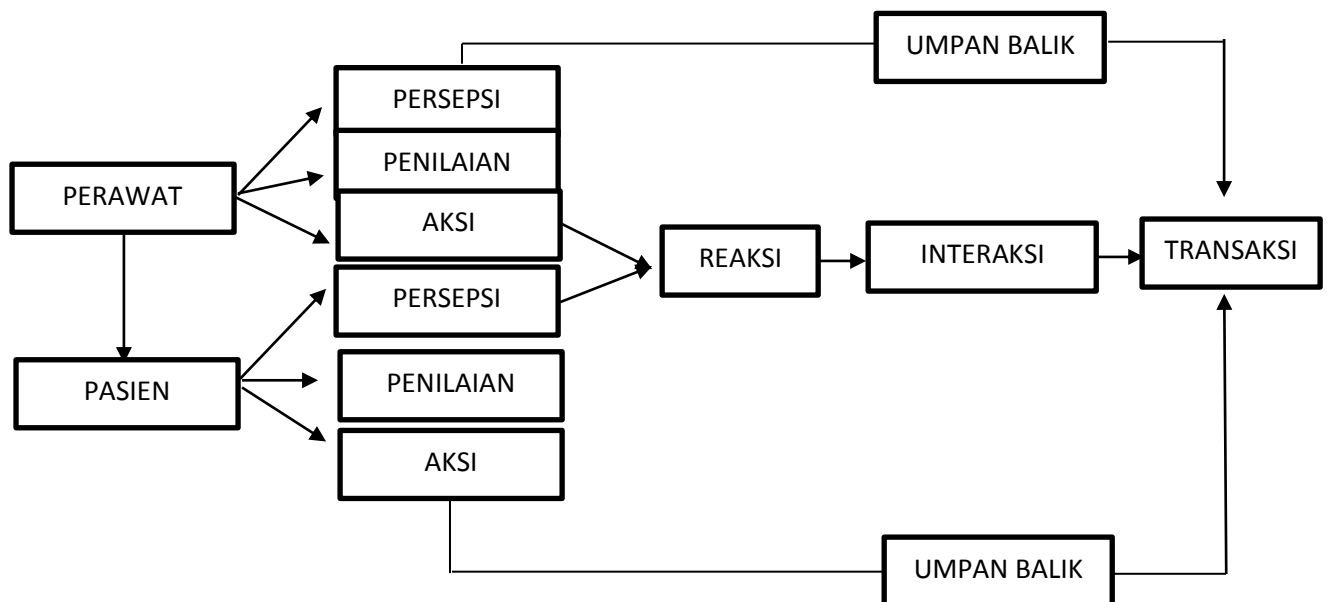 UMPAN BALIK
PERSEPSI
PENILAIAN
PERAWAT
AKSI
REAKSI
INTERAKSI
TRANSAKSI
PERSEPSI
PASIEN
PENILAIAN
AKSI
UMPAN BALIK